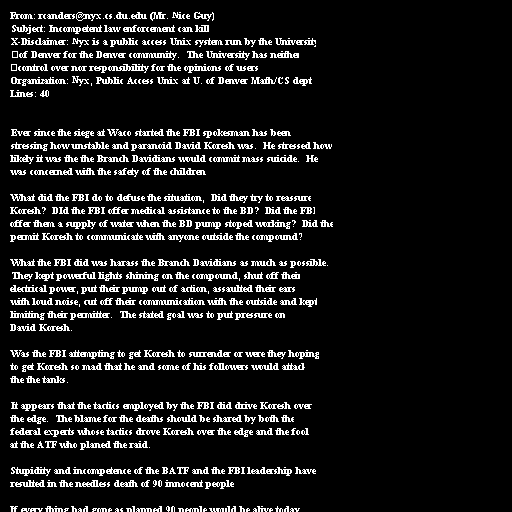 From: rcanders@nyx.cs.du.edu (Mr. Nice Guy)
Subject: Incompetent law enforcement can kill
X-Disclaimer: Nyx is a public access Unix system run by the University
of Denver for the Denver community.  The University has neither
control over nor responsibility for the opinions of users
Organization: Nyx, Public Access Unix at U. of Denver Math/CS dept
Lines: 40
Ever since the siege at Waco started the FBI spokesman has been
stressing how unstable and paranoid David Koresh was.  He stressed how
likely it was the the Branch Davidians would commit mass suicide.  He
was concerned with the safety of the children
What did the FBI do to defuse the situation,  Did they try to reassure
Koresh?  DId the FBI offer medical assistance to the BD?  Did the FBI
offer them a supply of water when the BD pump stoped working?  Did the
permit Koresh to communicate with anyone outside the compound?
What the FBI did was harass the Branch Davidians as much as possible.
They kept powerful lights shining on the compound, shut off their
electrical power, put their pump out of action, assaulted their ears
with loud noise, cut off their communication with the outside and kept
limiting their permitter.  The stated goal was to put pressure on
David Koresh.
Was the FBI attempting to get Koresh to surrender or were they hoping
to get Koresh so mad that he and some of his followers would attack
the the tanks.
It appears that the tactics employed by the FBI did drive Koresh over
the edge.  The blame for the deaths should be shared by both the
federal experts whose tactics drove Koresh over the edge and the fool
at the ATF who planed the raid.
Stupidity and incompetence of the BATF and the FBI leadership have
resulted in the needless death of 90 innocent people
If every thing had gone as planned 90 people would be alive today